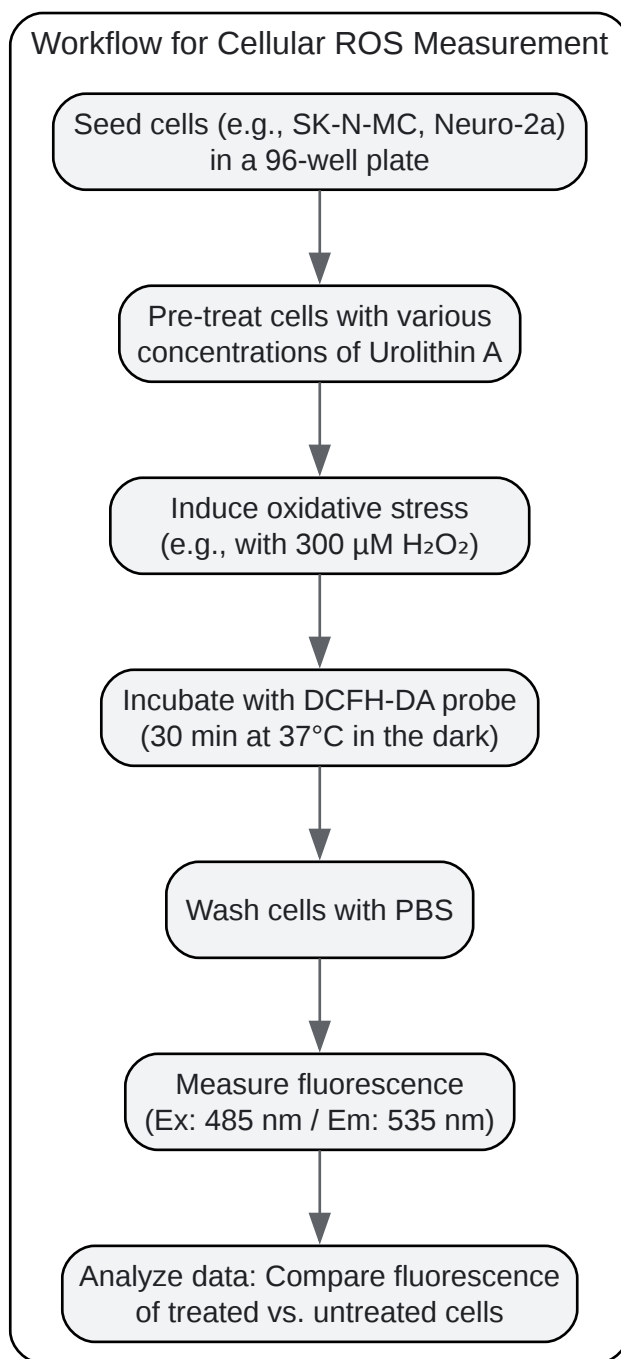 Workflow for Cellular ROS Measurement
Seed cells (e.g., SK-N-MC, Neuro-2a)
in a 96-well plate
Pre-treat cells with various
concentrations of Urolithin A
Induce oxidative stress
(e.g., with 300 µM H₂O₂)
Incubate with DCFH-DA probe
(30 min at 37°C in the dark)
Wash cells with PBS
Measure fluorescence
(Ex: 485 nm / Em: 535 nm)
Analyze data: Compare fluorescence
of treated vs. untreated cells